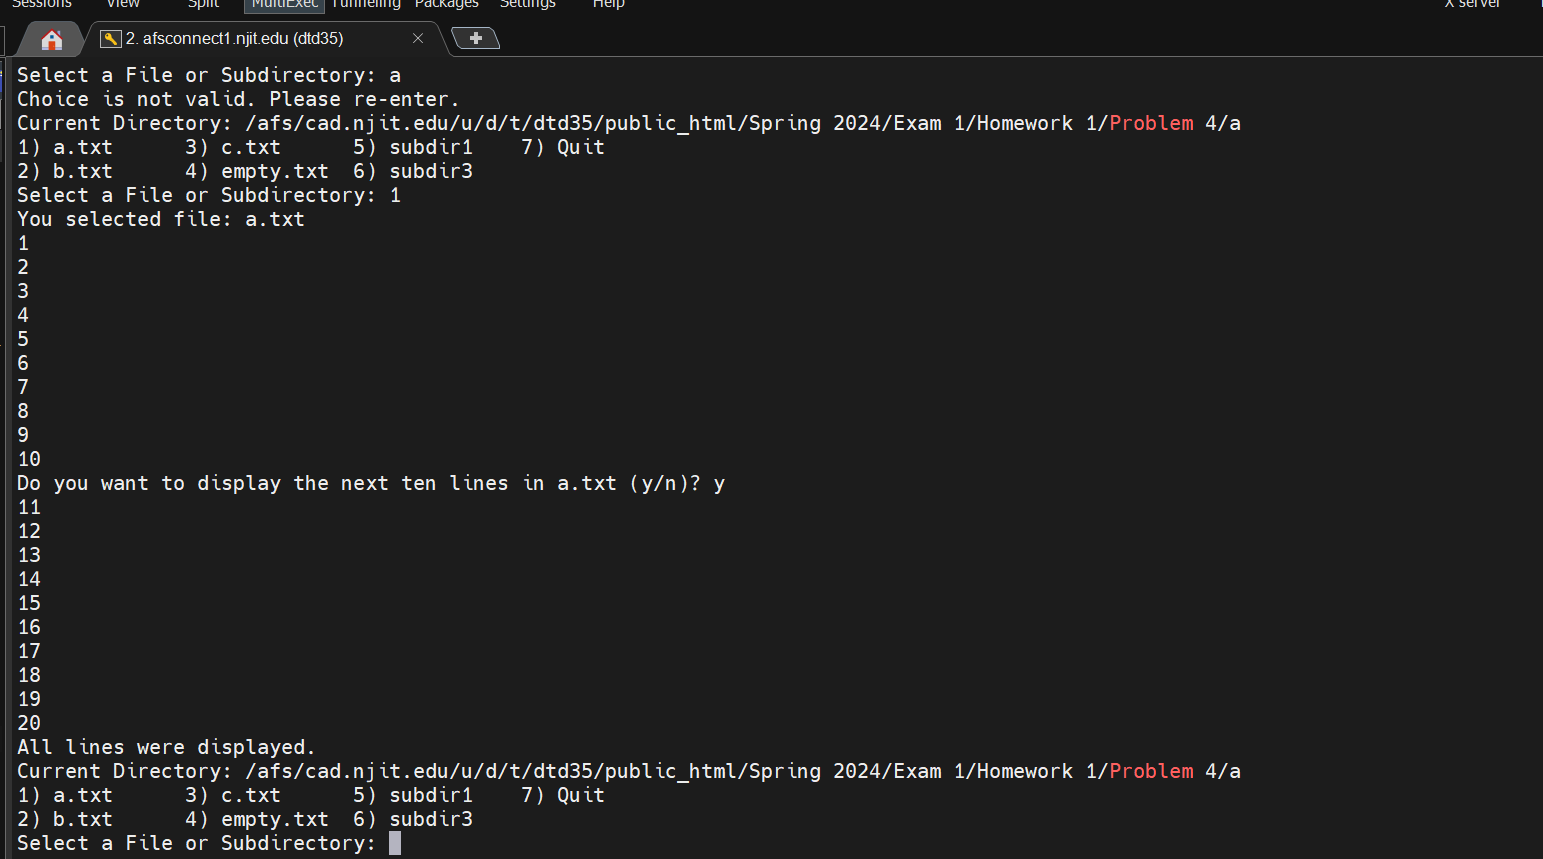 Sessions View Split MultiExec Tunneling Packages Settings Help X server
2. afsconnect1.njit.edu (dtd35)
Select a File or Subdirectory: a
Choice is not valid. Please re-enter.
Current Directory: /afs/cad.njit.edu/u/d/t/dtd35/public_html/Spring 2024/Exam 1/Homework 1/Problem 4/a
1) a.txt 3) c.txt 5) subdir1 7) Quit
2) b.txt 4) empty.txt 6) subdir3
Select a File or Subdirectory: 1
You selected file: a.txt
1
2
3
4
5
6
7
8
9
10
Do you want to display the next ten lines in a.txt (y/n)? y
11
12
13
14
15
16
17
18
19
20
All lines were displayed.
Current Directory: /afs/cad.njit.edu/u/d/t/dtd35/public_html/Spring 2024/Exam 1/Homework 1/Problem 4/a
1) a.txt 3) c.txt 5) subdir1 7) Quit
2) b.txt 4) empty.txt 6) subdir3
Select a File or Subdirectory: